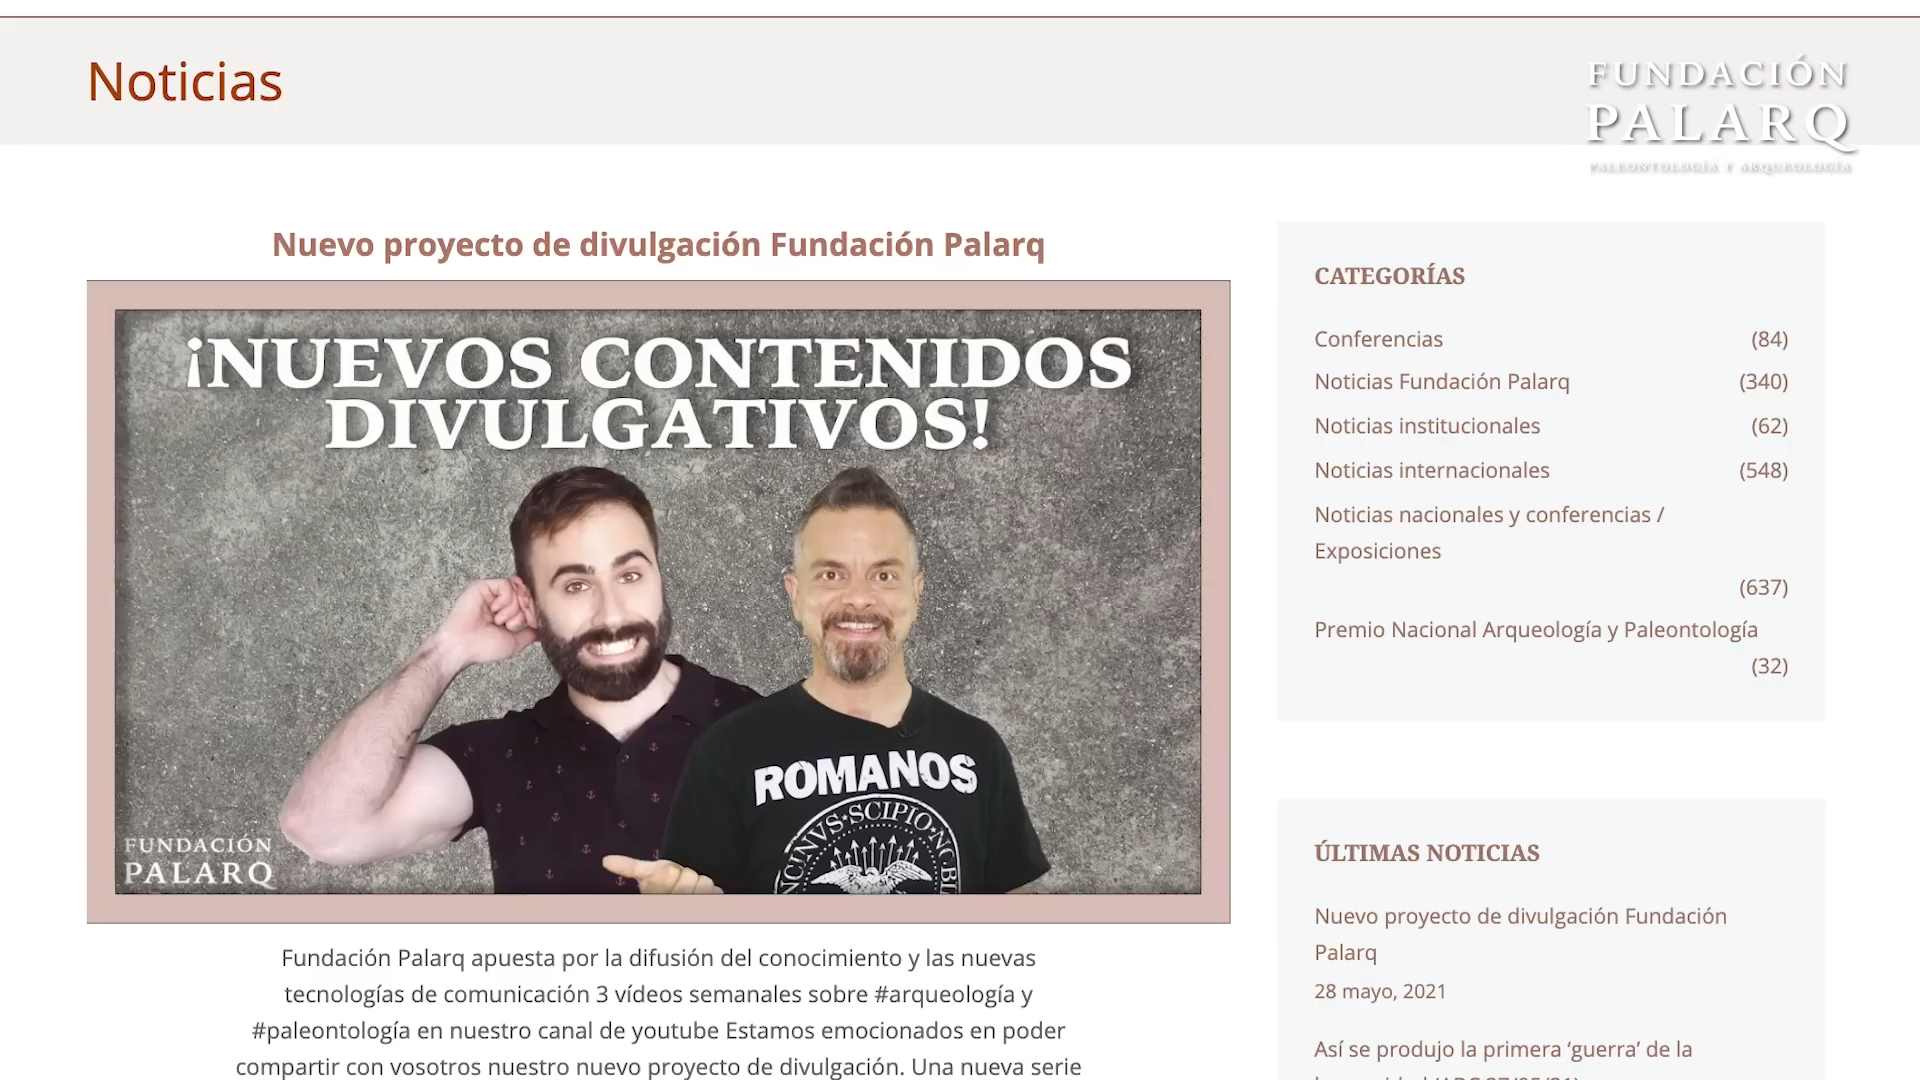 Noticias
FUNDACIÓN
PALARQ
PALEONTOLOGÍA Y ARQUEOLOGÍA
Nuevo proyecto de divulgación Fundación Palarq
¡NUEVOS CONTENIDOS
DIVULGATIVOS!
ROMANOS
SCIPIO
FUNDACIÓN
PALARQ
Fundación Palarq apuesta por la difusión del conocimiento y las nuevas
tecnologías de comunicación 3 vídeos semanales sobre #arqueología y
#paleontología en nuestro canal de youtube Estamos emocionados en poder
compartir con vosotros nuestro nuevo proyecto de divulgación. Una nueva serie
CATEGORÍAS
Conferencias (84)
Noticias Fundación Palarq (340)
Noticias institucionales (62)
Noticias internacionales (548)
Noticias nacionales y conferencias /
Exposiciones
(637)
Premio Nacional Arqueología y Paleontología
(32)
ÚLTIMAS NOTICIAS
Nuevo proyecto de divulgación Fundación
Palarq
28 mayo, 2021
Así se produjo la primera ‘guerra’ de la